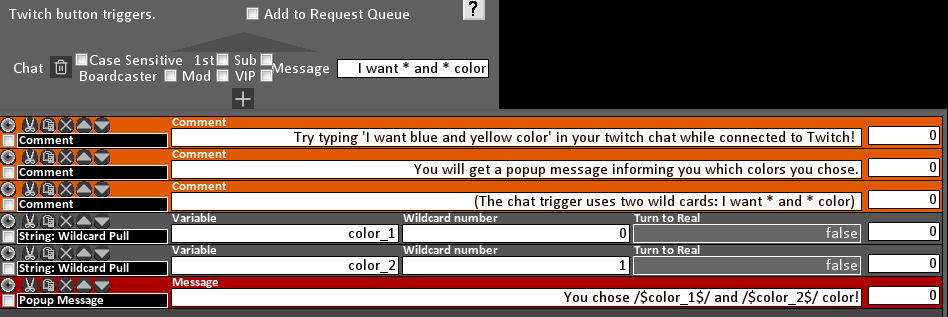 Twitch button triggers.
Add to Request Queue
?
Chat
Case Sensitive 1st Sub
Boardcaster Mod VIP
Message
I want * and * color
+
Comment
Comment
Try typing 'I want blue and yellow color' in your twitch chat while connected to Twitch!
0
Comment
Comment
You will get a popup message informing you which colors you chose.
0
Comment
Comment
(The chat trigger uses two wild cards: I want * and * color)
0
Variable Wildcard number Turn to Real
String: Wildcard Pull color_1 0 false 0
Variable Wildcard number Turn to Real
String: Wildcard Pull color_2 1 false 0
Message
Popup Message
You chose /$color_1$/ and /$color_2$/ color!
0